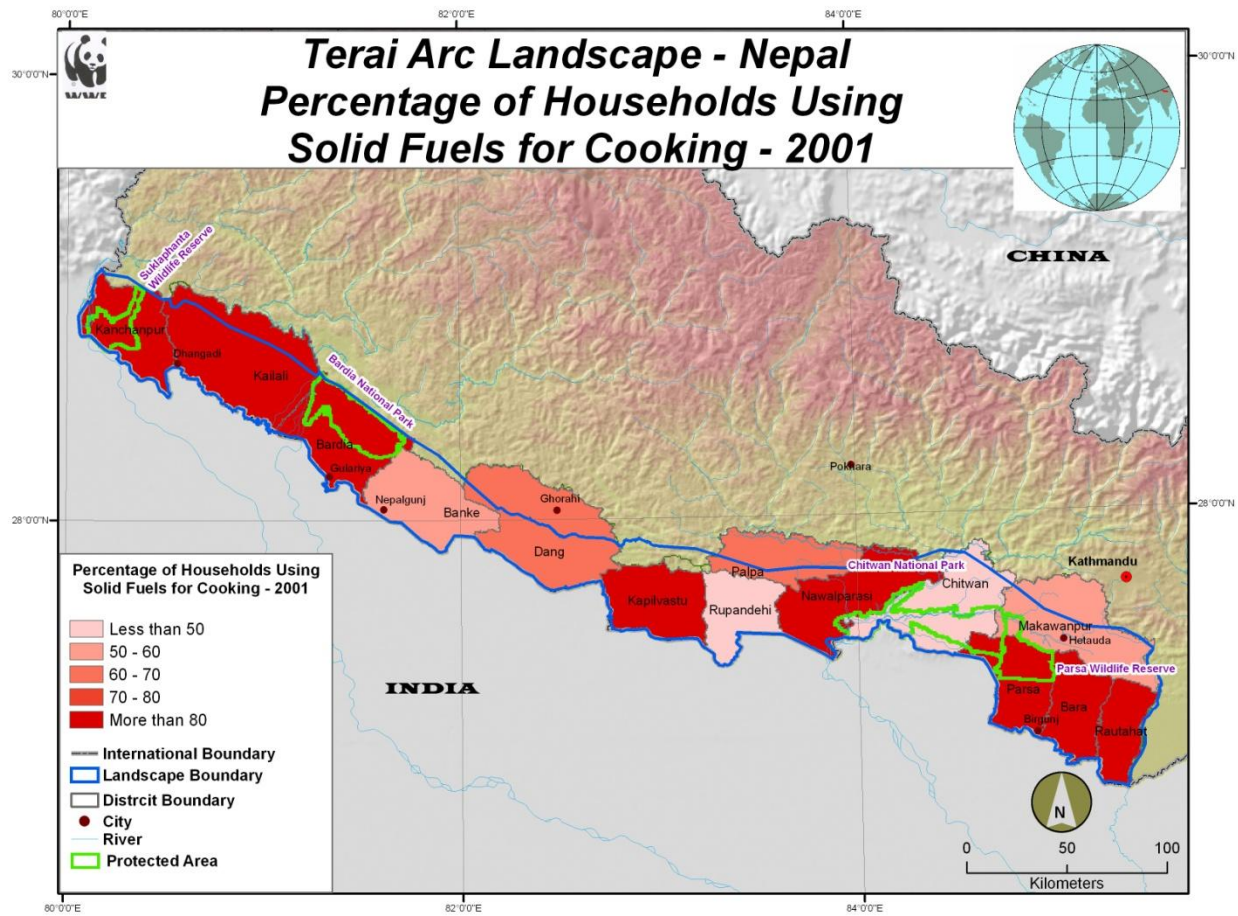 80°0'0"E
82°0'0"E
84°0'0"E
30°0'0"N
30°0'0"N
WWF
Terai Arc Landscape - Nepal
Percentage of Households Using
Solid Fuels for Cooking - 2001
CHINA
Suklaphanta
Wildlife Reserve
Kanchanpur
Dhangadi
Kailali
Bardia National Park
Bardia
Gulariya
Nepalgunj
Banke
Ghorahi
Dang
Pokhara
28°0'0"N
28°0'0"N
Kathmandu
Palpa
Chitwan National Park
Chitwan
Kapilvastu
Rupandehi
Nawalparasi
Makawanpur
Hetauda
Parsa Wildlife Reserve
INDIA
Parsa
Bara
Birgunj
Rautahat
Percentage of Households Using
Solid Fuels for Cooking - 2001
Less than 50
50 - 60
60 - 70
70 - 80
More than 80
International Boundary
Landscape Boundary
Distrcit Boundary
City
River
Protected Area
N
0 50 100
Kilometers
80°0'0"E
82°0'0"E
84°0'0"E